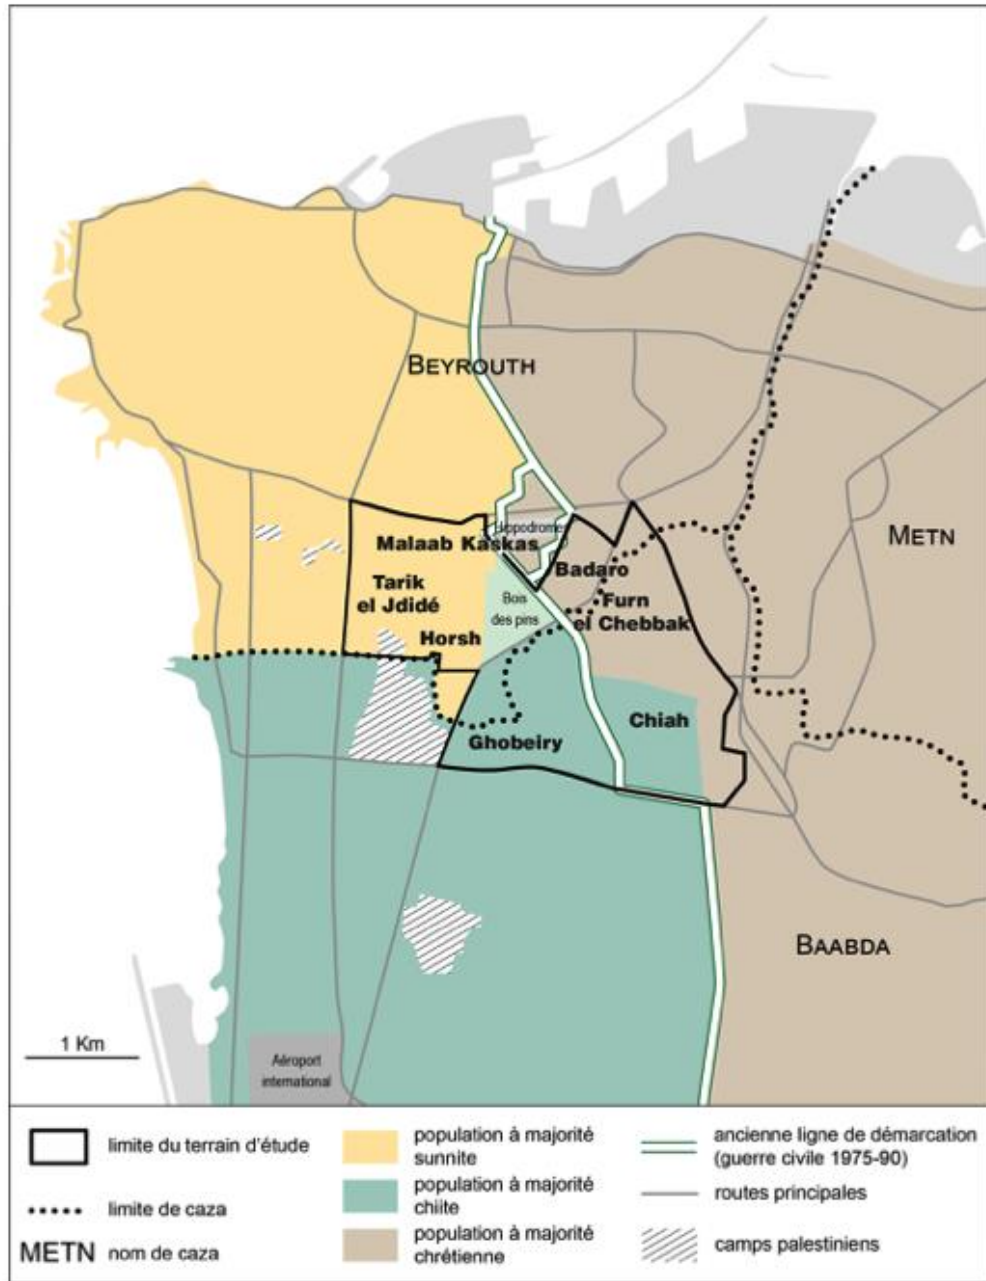 BEYROUTH
METN
Hippodrome
Malaab Kaskas
Badaro
Tarik
el Jdidé
Bois
des pins
Furn
el Chebbak
Horsh
Chiah
Ghobeiry
BAABDA
1 Km
Aéroport
international
limite du terrain d'étude
limite de caza
METN nom de caza
population à majorité
sunnite
population à majorité
chiite
population à majorité
chrétienne
ancienne ligne de démarcation
(guerre civile 1975-90)
routes principales
camps palestiniens